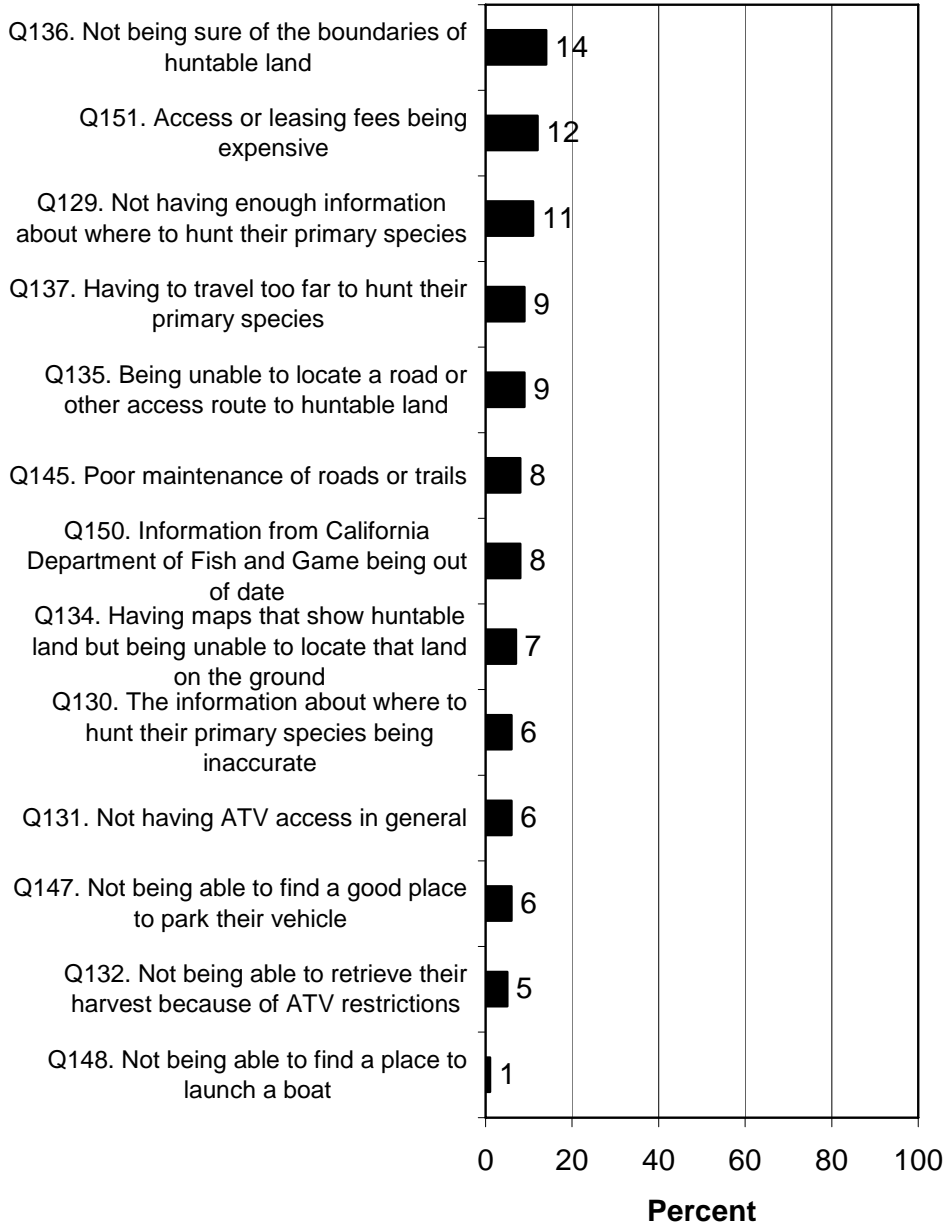 Q136. Not being sure of the boundaries of
huntable land
14
Q151. Access or leasing fees being
expensive
12
Q129. Not having enough information
about where to hunt their primary species
11
Q137. Having to travel too far to hunt their
primary species
9
Q135. Being unable to locate a road or
other access route to huntable land
9
Q145. Poor maintenance of roads or trails
8
Q150. Information from California
Department of Fish and Game being out
of date
8
Q134. Having maps that show huntable
land but being unable to locate that land
on the ground
7
Q130. The information about where to
hunt their primary species being
inaccurate
6
Q131. Not having ATV access in general
6
Q147. Not being able to find a good place
to park their vehicle
6
Q132. Not being able to retrieve their
harvest because of ATV restrictions
5
Q148. Not being able to find a place to
launch a boat
1
0 20 40 60 80 100
Percent